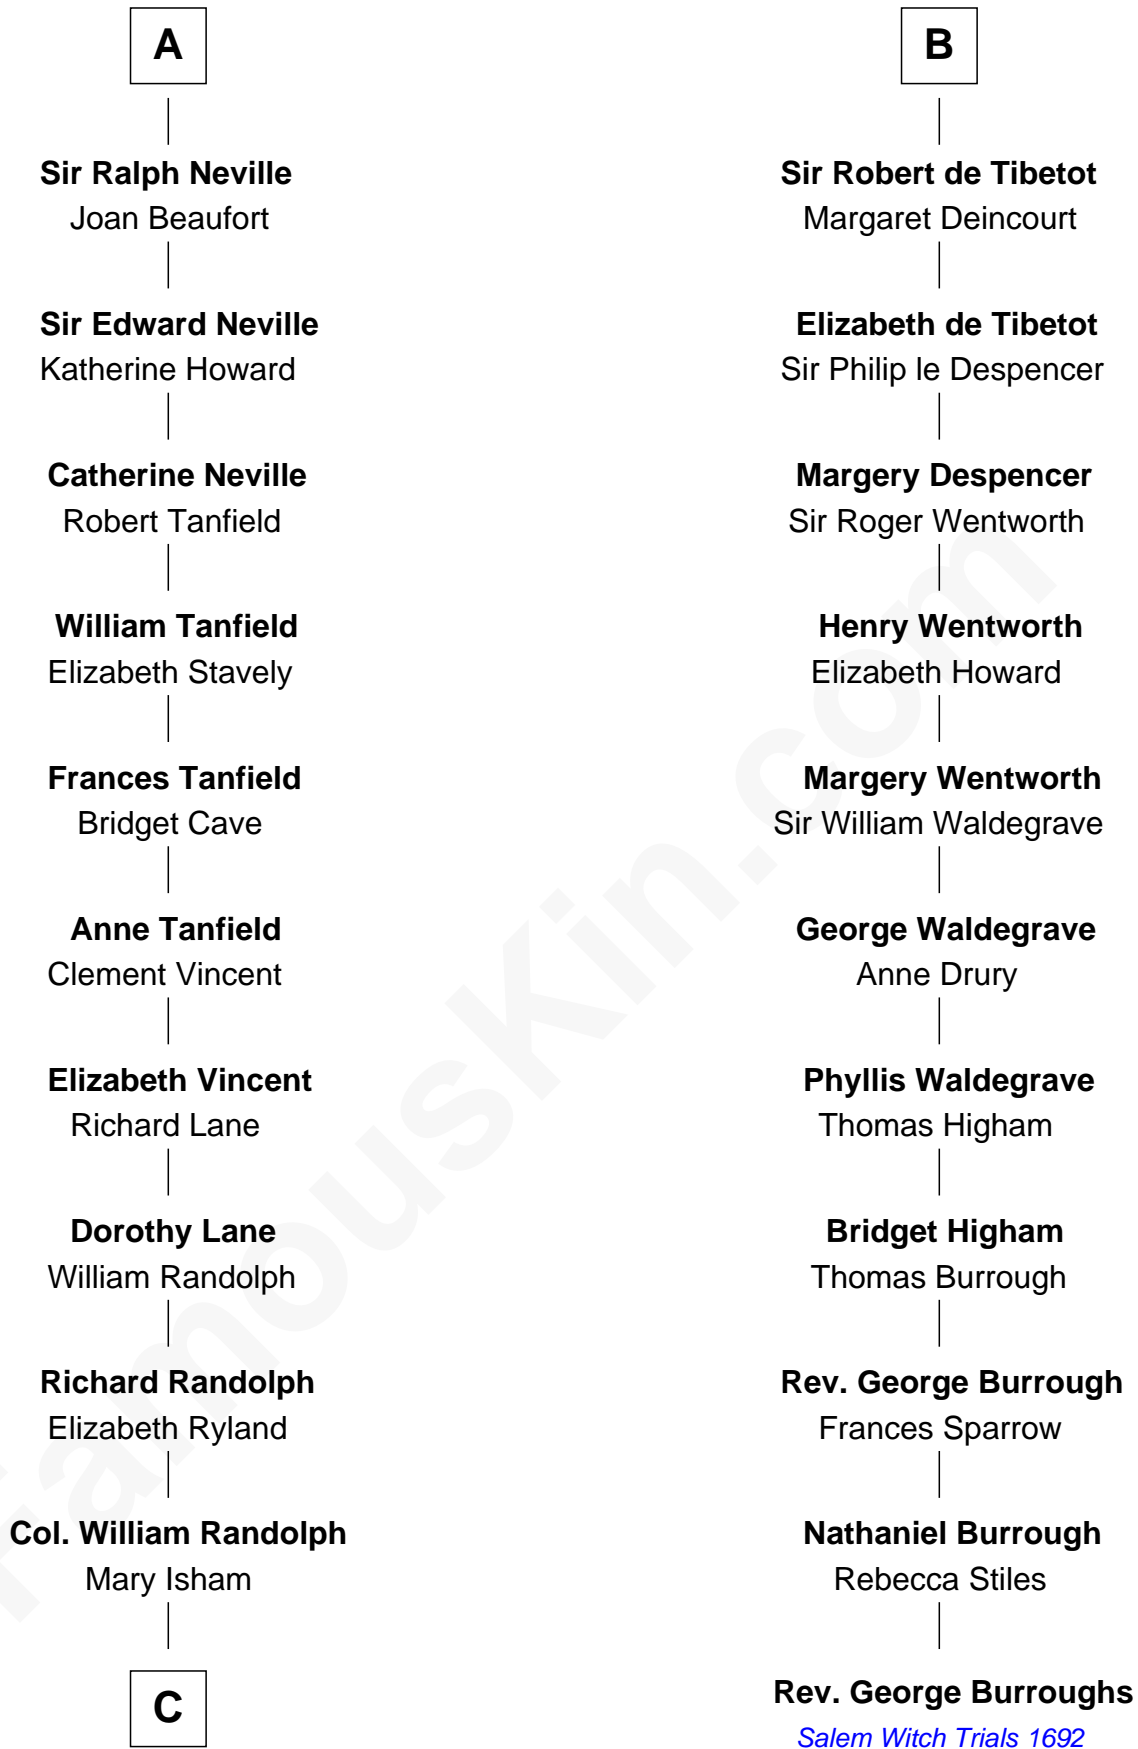 A
Sir Ralph Neville
Joan Beaufort
Sir Edward Neville
Katherine Howard
Catherine Neville
Robert Tanfield
William Tanfield
Elizabeth Stavely
Frances Tanfield
Bridget Cave
Anne Tanfield
Clement Vincent
Elizabeth Vincent
Richard Lane
Dorothy Lane
William Randolph
Richard Randolph
Elizabeth Ryland
Col. William Randolph
Mary Isham
C
B
Sir Robert de Tibetot
Margaret Deincourt
Elizabeth de Tibetot
Sir Philip le Despencer
Margery Despencer
Sir Roger Wentworth
Henry Wentworth
Elizabeth Howard
Margery Wentworth
Sir William Waldegrave
George Waldegrave
Anne Drury
Phyllis Waldegrave
Thomas Higham
Bridget Higham
Thomas Burrough
Rev. George Burrough
Frances Sparrow
Nathaniel Burrough
Rebecca Stiles
Rev. George Burroughs
Salem Witch Trials 1692
FamousKin.com